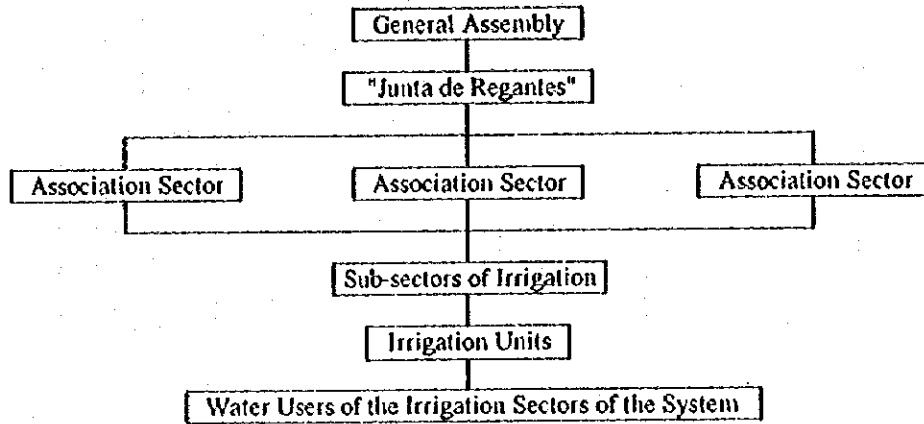 General Assembly
"Junta de Regantes"
Association Sector
Association Sector
Association Sector
Sub-sectors of Irrigation
Irrigation Units
Water Users of the Irrigation Sectors of the System